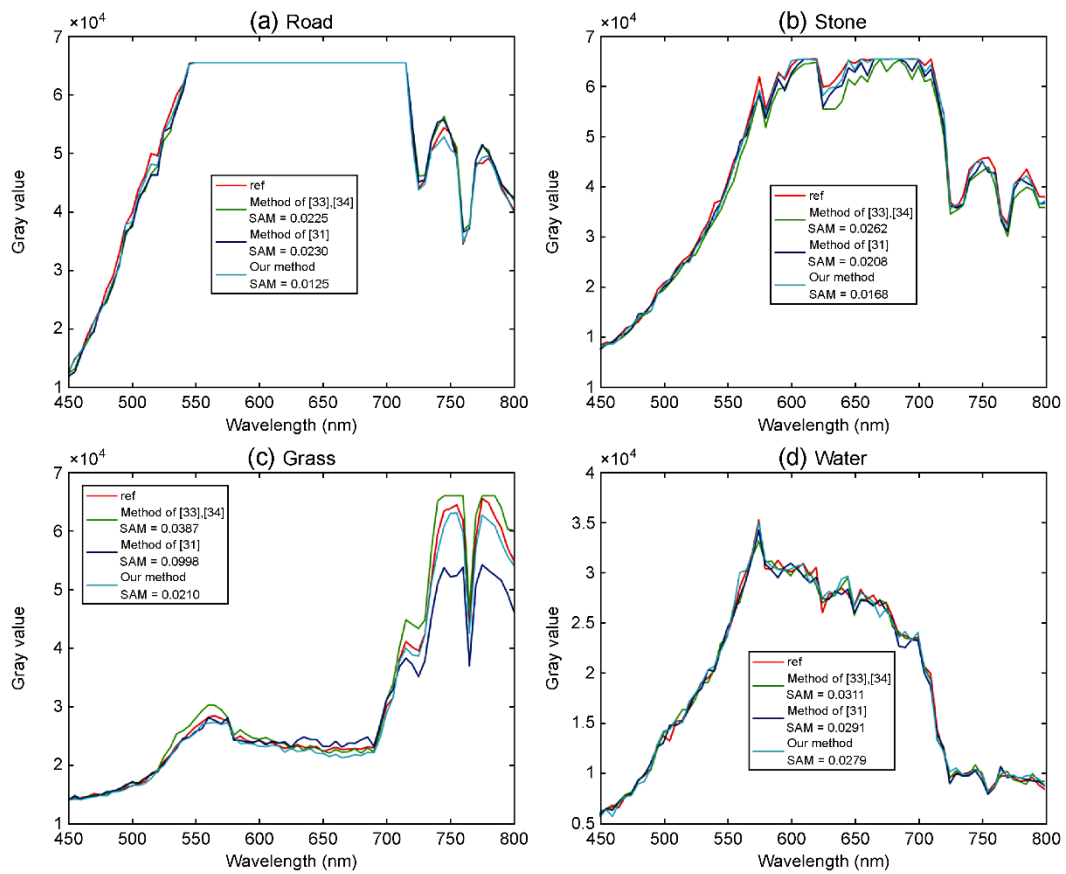 (a) Road
×10⁴
7
6
5
4
3
2
1
Gray value
ref
Method of [33],[34]
SAM = 0.0225
Method of [31]
SAM = 0.0230
Our method
SAM = 0.0125
450 500 550 600 650 700 750 800
Wavelength (nm)
(b) Stone
×10⁴
7
6
5
4
3
2
1
Gray value
ref
Method of [33],[34]
SAM = 0.0262
Method of [31]
SAM = 0.0208
Our method
SAM = 0.0168
450 500 550 600 650 700 750 800
Wavelength (nm)
(c) Grass
×10⁴
7
6
5
4
3
2
1
Gray value
ref
Method of [33],[34]
SAM = 0.0387
Method of [31]
SAM = 0.0998
Our method
SAM = 0.0210
450 500 550 600 650 700 750 800
Wavelength (nm)
(d) Water
×10⁴
4
3.5
3
2.5
2
1.5
1
0.5
Gray value
ref
Method of [33],[34]
SAM = 0.0311
Method of [31]
SAM = 0.0291
Our method
SAM = 0.0279
450 500 550 600 650 700 750 800
Wavelength (nm)